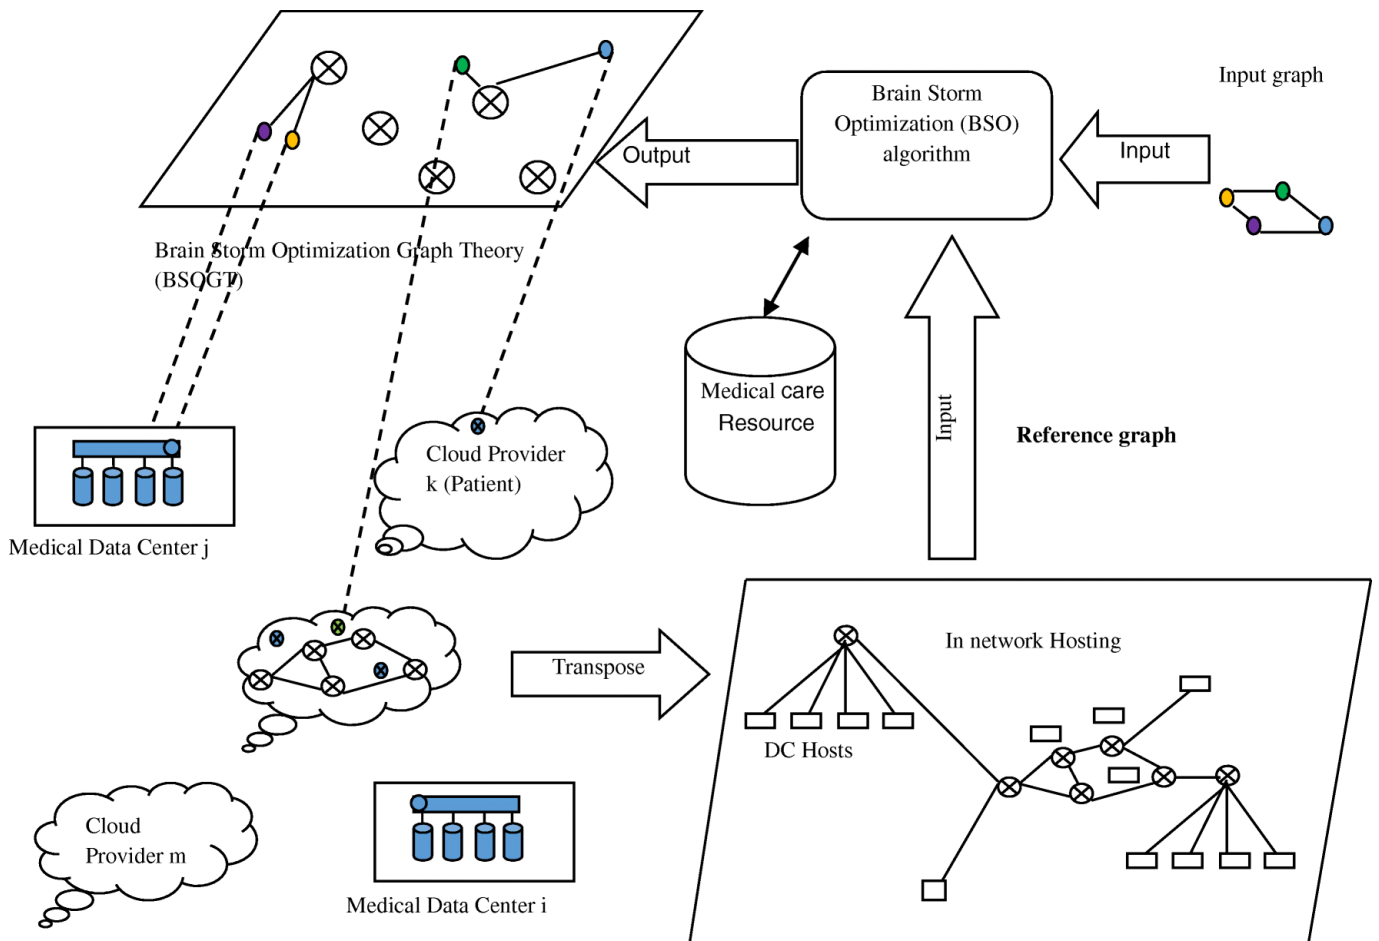 Input graph
Brain Storm
Optimization (BSO)
algorithm
Input
Output
Brain Storm Optimization Graph Theory
(BSOGT)
Medical care
Resource
Input
Reference graph
Cloud Provider
k (Patient)
Medical Data Center j
Transpose
In network Hosting
DC Hosts
Cloud
Provider m
Medical Data Center i